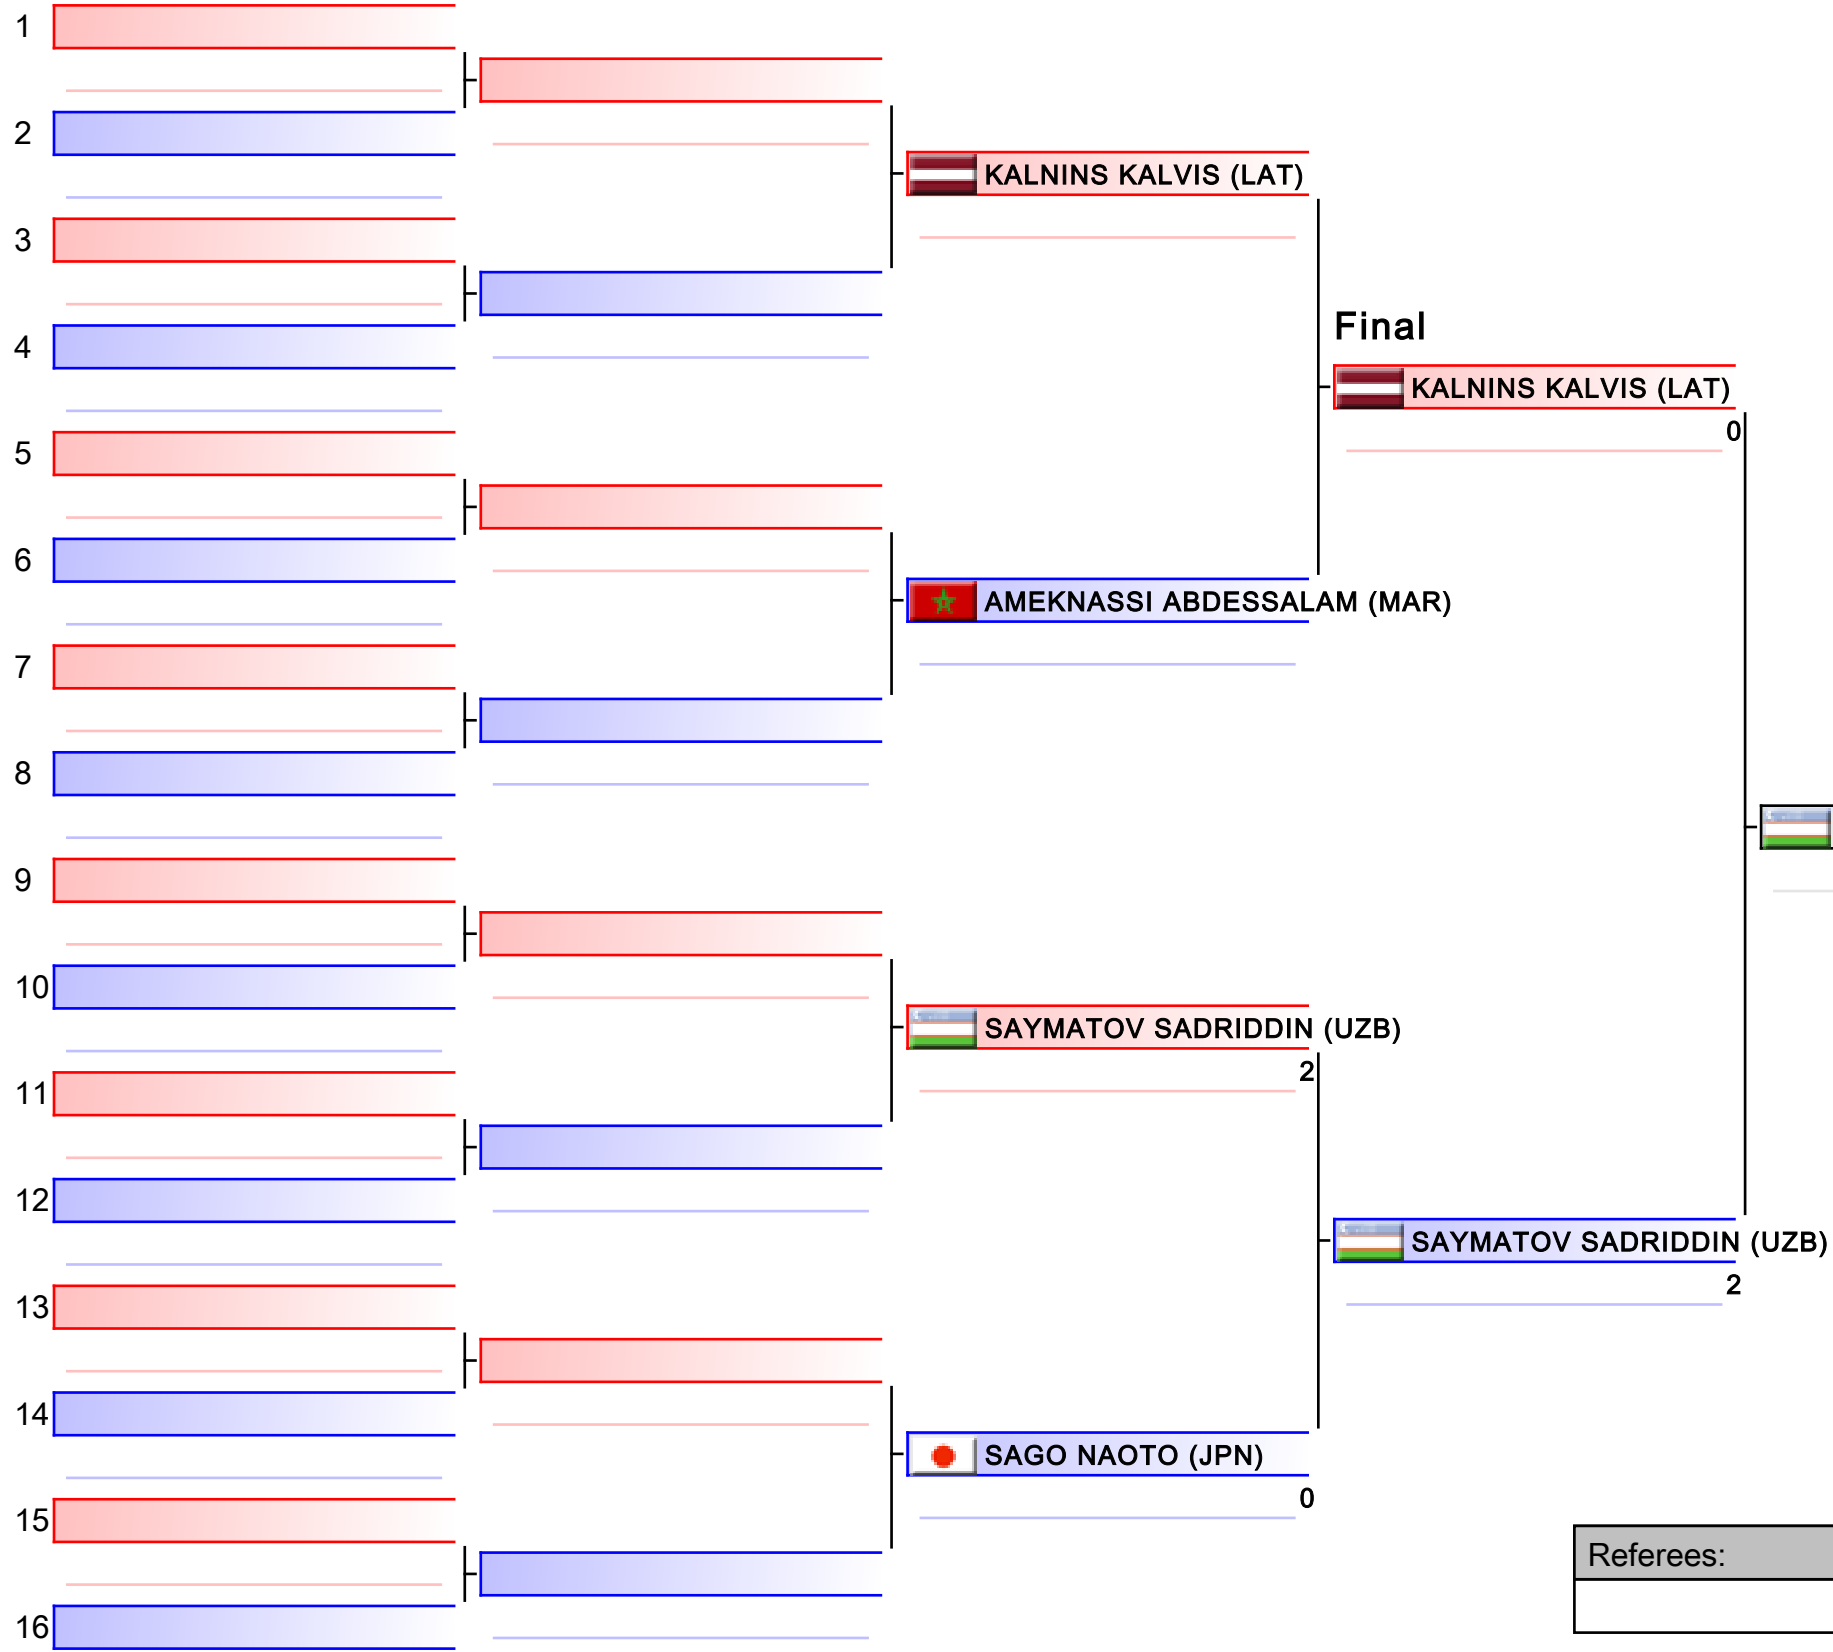 1
2
KALNINS KALVIS (LAT)
3
Final
4
KALNINS KALVIS (LAT)
0
5
6
AMEKNASSI ABDESSALAM (MAR)
7
8
9
10
SAYMATOV SADRIDDIN (UZB)
2
11
12
SAYMATOV SADRIDDIN (UZB)
2
13
14
SAGO NAOTO (JPN)
0
15
Referees:
16